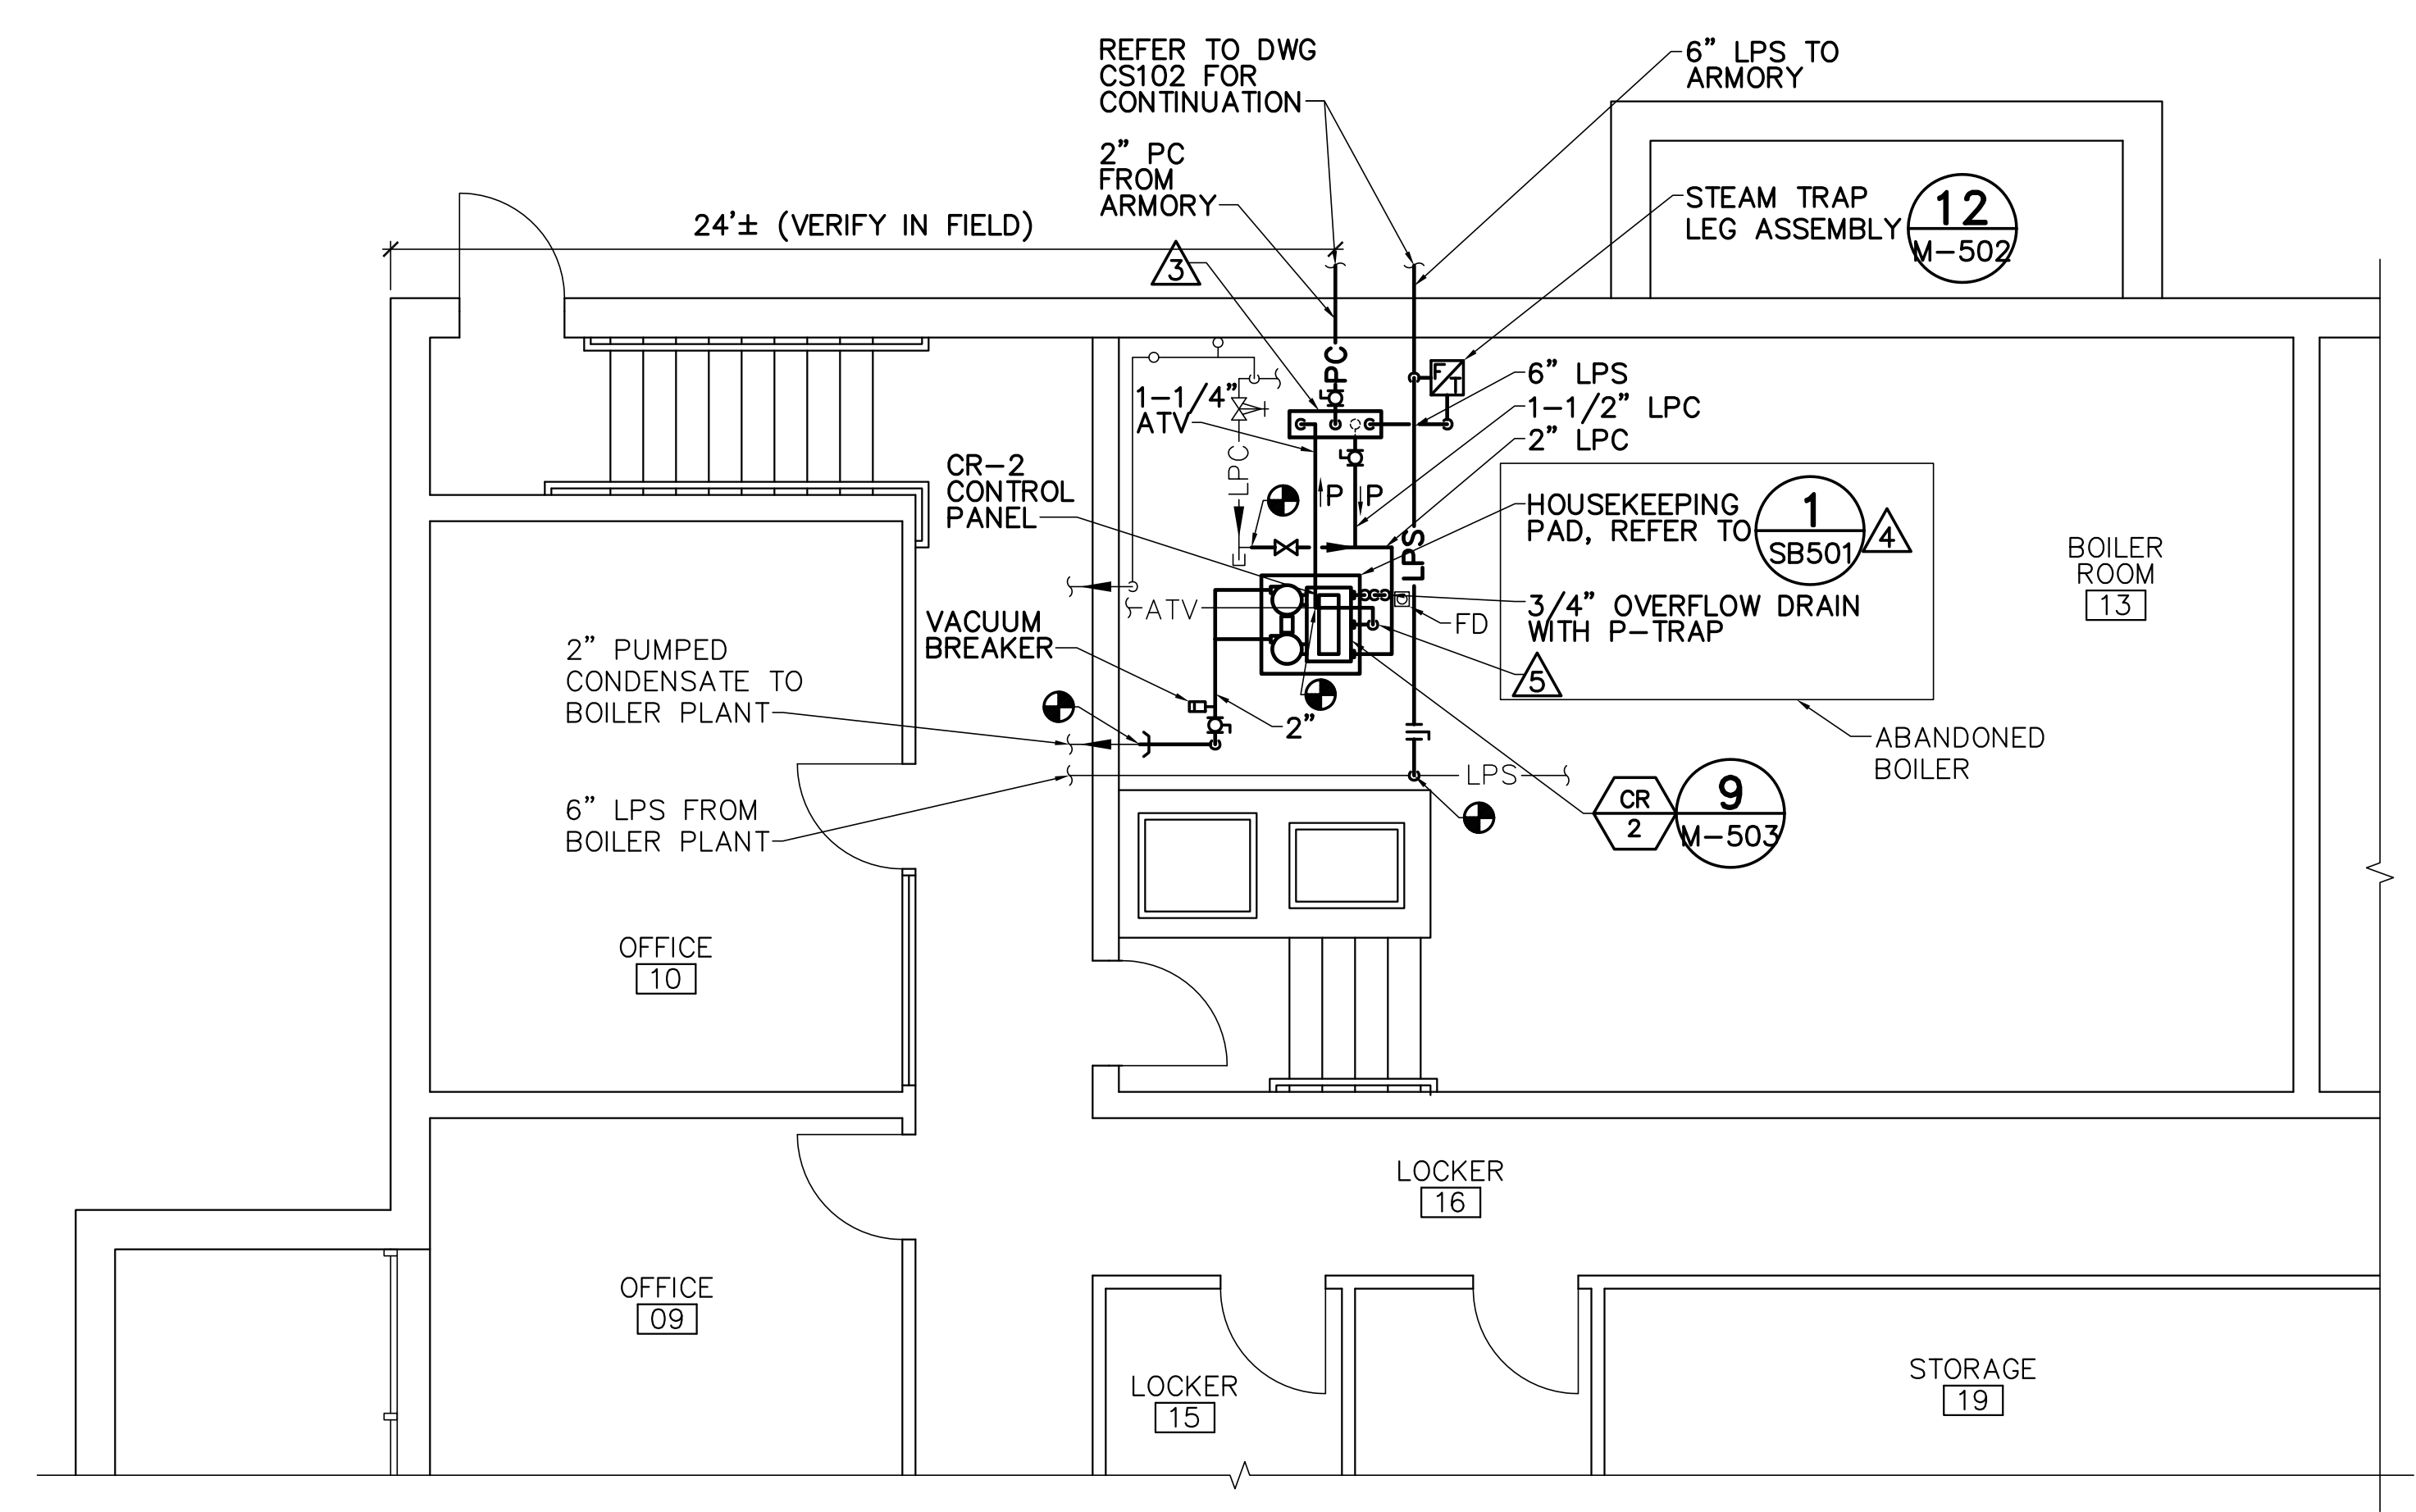 REFER TO DWG
CS102 FOR
CONTINUATION
6” LPS TO
ARMORY
2” PC
FROM
ARMORY
STEAM TRAP
LEG ASSEMBLY
12
M-502
24'± (VERIFY IN FIELD)
3
PC
F
T
1-1/4”
ATV
6” LPS
1-1/2” LPC
2” LPC
LPC
CR-2
CONTROL
PANEL
P
P
HOUSEKEEPING
PAD, REFER TO
1
SB501
4
LPS
BOILER
ROOM
13
ATV
3/4” OVERFLOW DRAIN
WITH P-TRAP
FD
VACUUM
BREAKER
5
2” PUMPED
CONDENSATE TO
BOILER PLANT
2”
ABANDONED
BOILER
LPS
6” LPS FROM
BOILER PLANT
CR
2
9
M-503
OFFICE
10
LOCKER
16
OFFICE
09
LOCKER
15
STORAGE
19